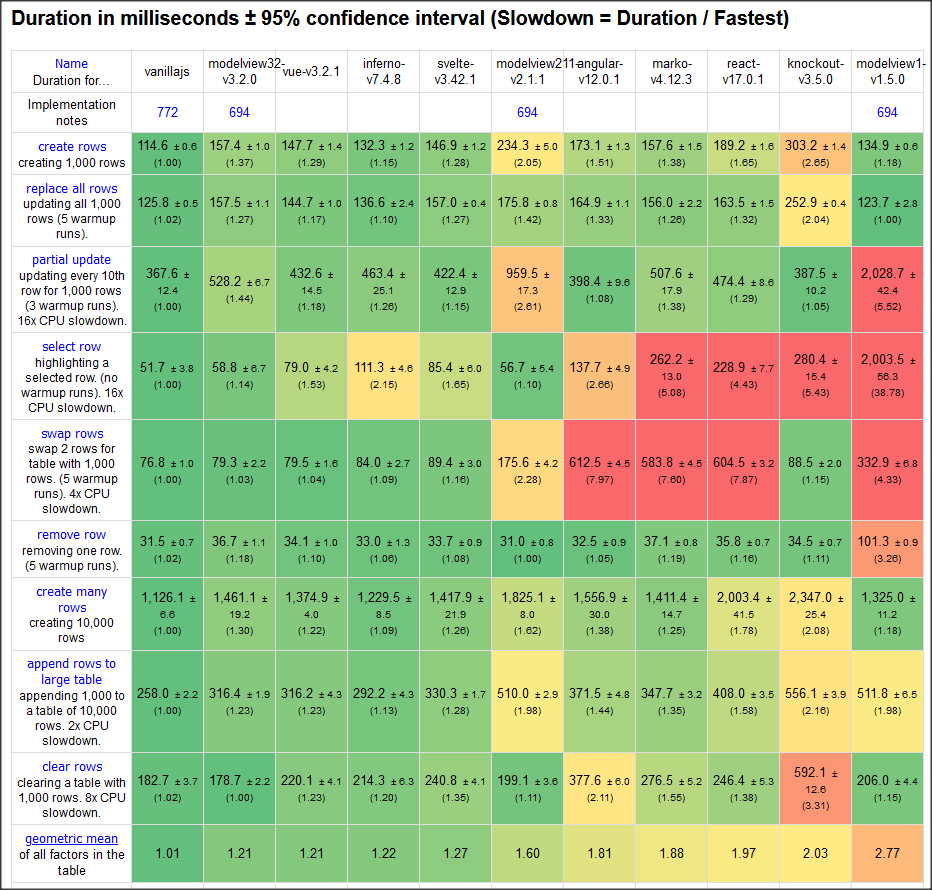 Duration in milliseconds ± 95% confidence interval (Slowdown = Duration / Fastest)
Name
Duration for...
vanillajs
modelview32-
v3.2.0
vue-v3.2.1
inferno-
v7.4.8
svelte-
v3.42.1
modelview211-
v2.1.1
angular-
v12.0.1
marko-
v4.12.3
react-
v17.0.1
knockout-
v3.5.0
modelview1-
v1.5.0
Implementation
notes
772
694
694
694
create rows
creating 1,000 rows
114.6 ± 0.6
(1.00)
157.4 ± 1.0
(1.37)
147.7 ± 1.4
(1.29)
132.3 ± 1.2
(1.15)
146.9 ± 1.2
(1.28)
234.3 ± 5.0
(2.05)
173.1 ± 1.3
(1.51)
157.6 ± 1.5
(1.38)
189.2 ± 1.6
(1.65)
303.2 ± 1.4
(2.65)
134.9 ± 0.6
(1.18)
replace all rows
updating all 1,000
rows (5 warmup
runs).
125.8 ± 0.5
(1.02)
157.5 ± 1.1
(1.27)
144.7 ± 1.0
(1.17)
136.6 ± 2.4
(1.10)
157.0 ± 0.4
(1.27)
175.8 ± 0.8
(1.42)
164.9 ± 1.1
(1.33)
156.0 ± 2.2
(1.26)
163.5 ± 1.5
(1.32)
252.9 ± 0.4
(2.04)
123.7 ± 2.8
(1.00)
partial update
updating every 10th
row for 1,000 rows
(3 warmup runs).
16x CPU slowdown.
367.6 ±
12.4
(1.00)
528.2 ± 6.7
(1.44)
432.6 ±
14.5
(1.18)
463.4 ±
25.1
(1.26)
422.4 ±
12.9
(1.15)
959.5 ±
17.3
(2.61)
398.4 ± 9.6
(1.08)
507.6 ±
17.9
(1.38)
474.4 ± 8.6
(1.29)
387.5 ±
10.2
(1.05)
2,028.7 ±
42.4
(5.52)
select row
highlighting a
selected row. (no
warmup runs). 16x
CPU slowdown.
51.7 ± 3.8
(1.00)
58.8 ± 6.7
(1.14)
79.0 ± 4.2
(1.53)
111.3 ± 4.6
(2.15)
85.4 ± 6.0
(1.65)
56.7 ± 5.4
(1.10)
137.7 ± 4.9
(2.66)
262.2 ±
13.0
(5.08)
228.9 ± 7.7
(4.43)
280.4 ±
15.4
(5.43)
2,003.5 ±
56.3
(38.78)
swap rows
swap 2 rows for
table with 1,000
rows. (5 warmup
runs). 4x CPU
slowdown.
76.8 ± 1.0
(1.00)
79.3 ± 2.2
(1.03)
79.5 ± 1.6
(1.04)
84.0 ± 2.7
(1.09)
89.4 ± 3.0
(1.16)
175.6 ± 4.2
(2.28)
612.5 ± 4.5
(7.97)
583.8 ± 4.5
(7.60)
604.5 ± 3.2
(7.87)
88.5 ± 2.0
(1.15)
332.9 ± 6.8
(4.33)
remove row
removing one row.
(5 warmup runs).
31.5 ± 0.7
(1.02)
36.7 ± 1.1
(1.18)
34.1 ± 1.0
(1.10)
33.0 ± 1.3
(1.06)
33.7 ± 0.9
(1.08)
31.0 ± 0.8
(1.00)
32.5 ± 0.9
(1.05)
37.1 ± 0.8
(1.19)
35.8 ± 0.7
(1.16)
34.5 ± 0.7
(1.11)
101.3 ± 0.9
(3.26)
create many
rows
creating 10,000
rows
1,126.1 ±
6.6
(1.00)
1,461.1 ±
19.2
(1.30)
1,374.9 ±
4.0
(1.22)
1,229.5 ±
8.5
(1.09)
1,417.9 ±
21.9
(1.26)
1,825.1 ±
8.0
(1.62)
1,556.9 ±
30.0
(1.38)
1,411.4 ±
14.7
(1.25)
2,003.4 ±
41.5
(1.78)
2,347.0 ±
25.4
(2.08)
1,325.0 ±
11.2
(1.18)
append rows to
large table
appending 1,000 to
a table of 10,000
rows. 2x CPU
slowdown.
258.0 ± 2.2
(1.00)
316.4 ± 1.9
(1.23)
316.2 ± 4.3
(1.23)
292.2 ± 4.3
(1.13)
330.3 ± 1.7
(1.28)
510.0 ± 2.9
(1.98)
371.5 ± 4.8
(1.44)
347.7 ± 3.2
(1.35)
408.0 ± 3.5
(1.58)
556.1 ± 3.9
(2.16)
511.8 ± 6.5
(1.98)
clear rows
clearing a table with
1,000 rows. 8x CPU
slowdown.
182.7 ± 3.7
(1.02)
178.7 ± 2.2
(1.00)
220.1 ± 4.1
(1.23)
214.3 ± 6.3
(1.20)
240.8 ± 4.1
(1.35)
199.1 ± 3.6
(1.11)
377.6 ± 6.0
(2.11)
276.5 ± 5.2
(1.55)
246.4 ± 5.3
(1.38)
592.1 ±
12.6
(3.31)
206.0 ± 4.4
(1.15)
geometric mean
of all factors in the
table
1.01
1.21
1.21
1.22
1.27
1.60
1.81
1.88
1.97
2.03
2.77